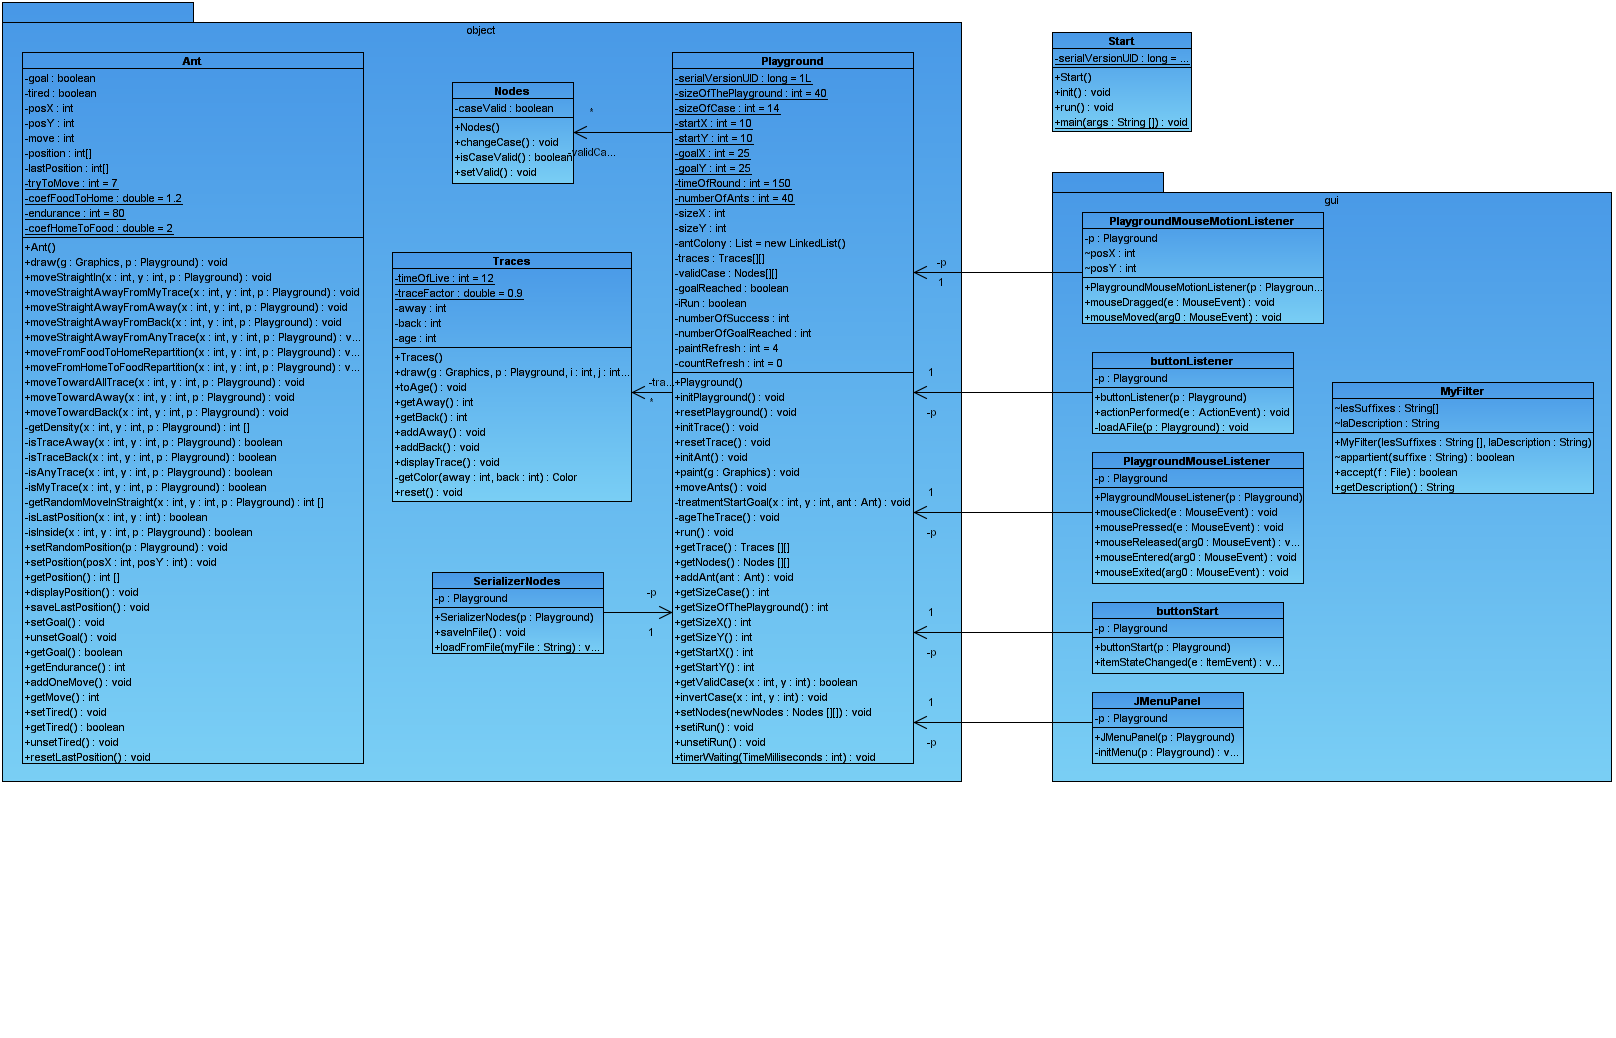 object
Ant
-goal : boolean
-tired : boolean
-posX : int
-posY : int
-move : int
-position : int[]
-lastPosition : int[]
-tryToMove : int = 7
-coefFoodToHome : double = 1.2
-endurance : int = 80
-coefHomeToFood : double = 2
+Ant()
+draw(g : Graphics, p : Playground) : void
+moveStraightIn(x : int, y : int, p : Playground) : void
+moveStraightAwayFromMyTrace(x : int, y : int, p : Playground) : void
+moveStraightAwayFromAway(x : int, y : int, p : Playground) : void
+moveStraightAwayFromBack(x : int, y : int, p : Playground) : void
+moveStraightAwayFromAnyTrace(x : int, y : int, p : Playground) : v...
+moveFromFoodToHomeRepartition(x : int, y : int, p : Playground) : v...
+moveFromHomeToFoodRepartition(x : int, y : int, p : Playground) : v...
+moveTowardAllTrace(x : int, y : int, p : Playground) : void
+moveTowardAway(x : int, y : int, p : Playground) : void
+moveTowardBack(x : int, y : int, p : Playground) : void
-getDensity(x : int, y : int, p : Playground) : int []
-isTraceAway(x : int, y : int, p : Playground) : boolean
-isTraceBack(x : int, y : int, p : Playground) : boolean
-isAnyTrace(x : int, y : int, p : Playground) : boolean
-isMyTrace(x : int, y : int, p : Playground) : boolean
-getRandomMoveInStraight(x : int, y : int, p : Playground) : int []
-isLastPosition(x : int, y : int) : boolean
-isInside(x : int, y : int, p : Playground) : boolean
+setRandomPosition(p : Playground) : void
+setPosition(posX : int, posY : int) : void
+getPosition() : int []
+displayPosition() : void
+saveLastPosition() : void
+setGoal() : void
+unsetGoal() : void
+getGoal() : boolean
+getEndurance() : int
+addOneMove() : void
+getMove() : int
+setTired() : void
+getTired() : boolean
+unsetTired() : void
+resetLastPosition() : void
Nodes
-caseValid : boolean
+Nodes()
+changeCase() : void
+isCaseValid() : boolean
+setValid() : void
*
-validCa...
Traces
-timeOfLive : int = 12
-traceFactor : double = 0.9
-away : int
-back : int
-age : int
+Traces()
+draw(g : Graphics, p : Playground, i : int, j : int...
+toAge() : void
+getAway() : int
+getBack() : int
+addAway() : void
+addBack() : void
+displayTrace() : void
-getColor(away : int, back : int) : Color
+reset() : void
-tra...
*
SerializerNodes
-p : Playground
+SerializerNodes(p : Playground)
+saveInFile() : void
+loadFromFile(myFile : String) : v...
-p
1
Playground
-serialVersionUID : long = 1L
-sizeOfThePlayground : int = 40
-sizeOfCase : int = 14
-startX : int = 10
-startY : int = 10
-goalX : int = 25
-goalY : int = 25
-timeOfRound : int = 150
-numberOfAnts : int = 40
-sizeX : int
-sizeY : int
-antColony : List = new LinkedList()
-traces : Traces[][]
-validCase : Nodes[][]
-goalReached : boolean
-iRun : boolean
-numberOfSuccess : int
-numberOfGoalReached : int
-paintRefresh : int = 4
-countRefresh : int = 0
+Playground()
+initPlayground() : void
+resetPlayground() : void
+initTrace() : void
+resetTrace() : void
+initAnt() : void
+paint(g : Graphics) : void
+moveAnts() : void
-treatmentStartGoal(x : int, y : int, ant : Ant) : void
-ageTheTrace() : void
+run() : void
+getTrace() : Traces [][]
+getNodes() : Nodes [][]
+addAnt(ant : Ant) : void
+getSizeCase() : int
+getSizeOfThePlayground() : int
+getSizeX() : int
+getSizeY() : int
+getStartX() : int
+getStartY() : int
+getValidCase(x : int, y : int) : boolean
+invertCase(x : int, y : int) : void
+setNodes(newNodes : Nodes [][]) : void
+setiRun() : void
+unsetiRun() : void
+timerWaiting(TimeMilliseconds : int) : void
-p
1
1
-p
1
-p
1
-p
1
-p
Start
-serialVersionUID : long = ...
+Start()
+init() : void
+run() : void
+main(args : String []) : void
gui
PlaygroundMouseMotionListener
-p : Playground
~posX : int
~posY : int
+PlaygroundMouseMotionListener(p : Playgroun...
+mouseDragged(e : MouseEvent) : void
+mouseMoved(arg0 : MouseEvent) : void
buttonListener
-p : Playground
+buttonListener(p : Playground)
+actionPerformed(e : ActionEvent) : void
-loadAFile(p : Playground) : void
PlaygroundMouseListener
-p : Playground
+PlaygroundMouseListener(p : Playground)
+mouseClicked(e : MouseEvent) : void
+mousePressed(e : MouseEvent) : void
+mouseReleased(arg0 : MouseEvent) : v...
+mouseEntered(arg0 : MouseEvent) : void
+mouseExited(arg0 : MouseEvent) : void
buttonStart
-p : Playground
+buttonStart(p : Playground)
+itemStateChanged(e : ItemEvent) : v...
JMenuPanel
-p : Playground
+JMenuPanel(p : Playground)
-initMenu(p : Playground) : v...
MyFilter
~lesSuffixes : String[]
~laDescription : String
+MyFilter(lesSuffixes : String [], laDescription : String)
~appartient(suffixe : String) : boolean
+accept(f : File) : boolean
+getDescription() : String